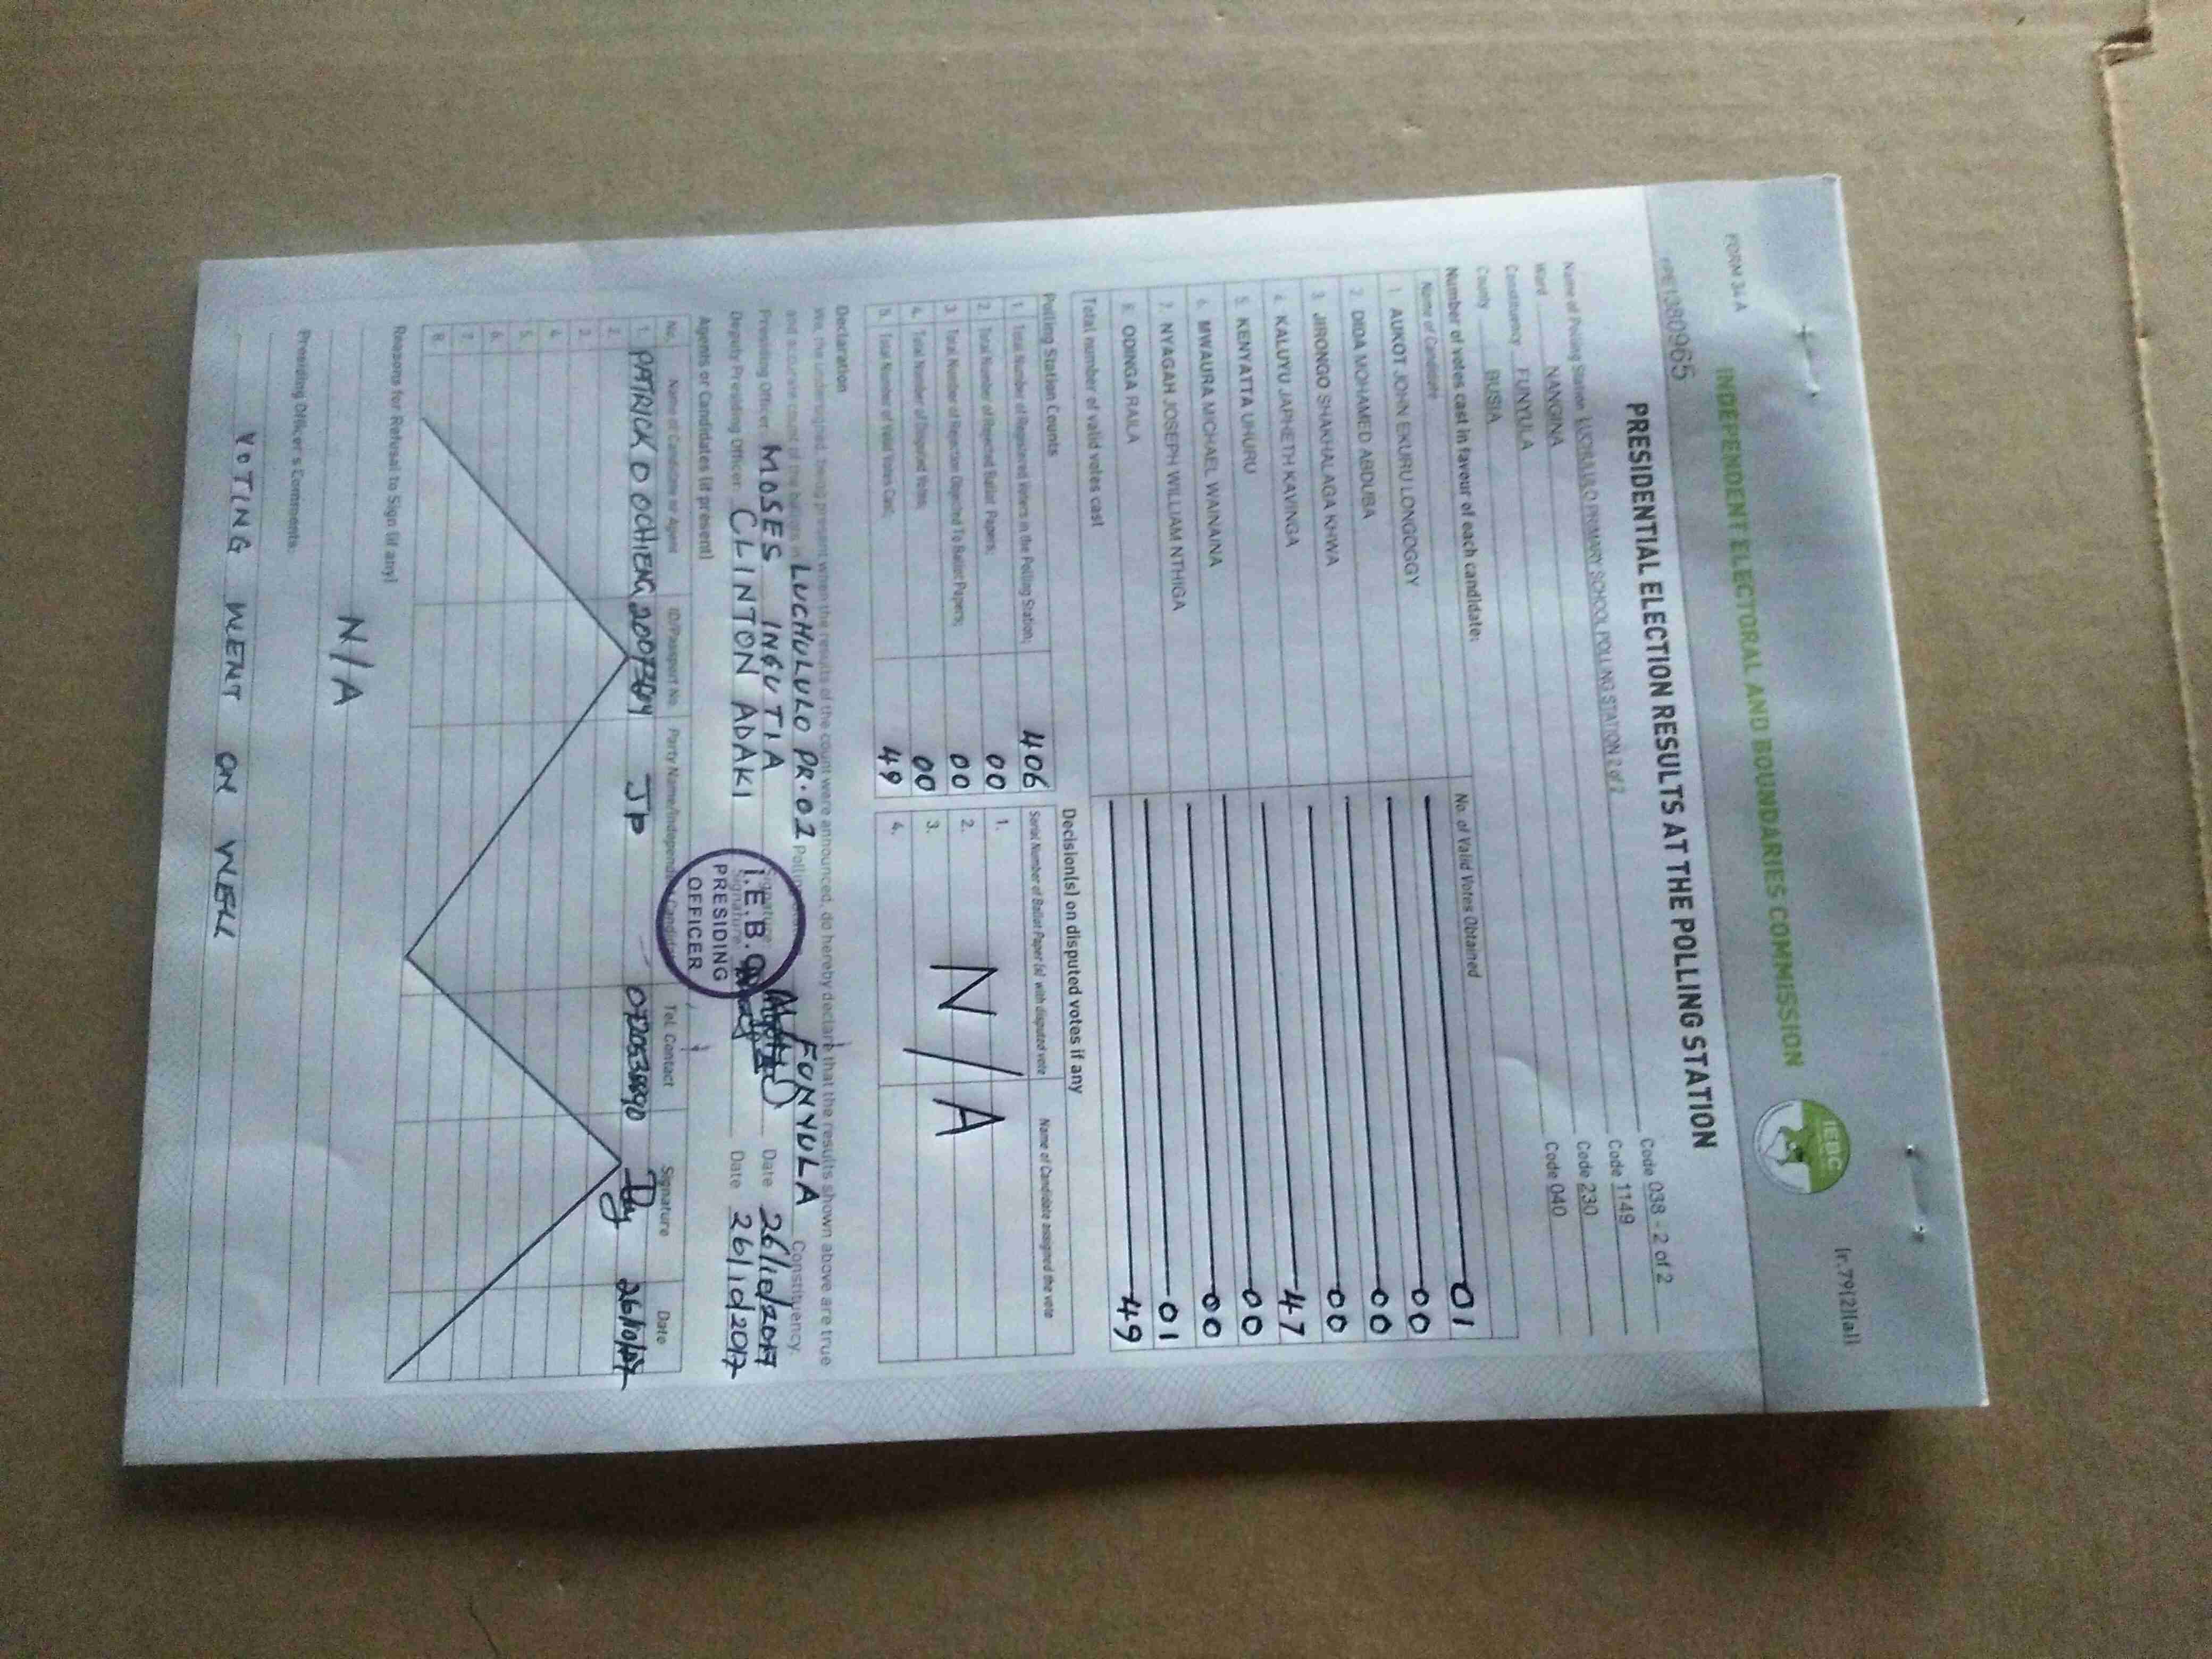 FORM 34 A
(r.79(2)(a))
INDEPENDENT ELECTORAL AND BOUNDARIES COMMISSION
IEBC
PRESIDENTIAL ELECTION RESULTS AT THE POLLING STATION
Name of Polling Station LUCHULULO PRIMARY SCHOOL POLLING STATION 2 of 2 Code 038 - 2 of 2
Ward NANGINA Code 1149
Constituency FUNYULA Code 230
County BUSIA Code 040
Number of votes cast in favour of each candidate:
Name of Candidate No. of Valid Votes Obtained
1. AUKOT JOHN EKURU LONGOGGY 01
2. DIDA MOHAMED ABDUBA 00
3. JIRONGO SHAKHALAGA KHWA 00
4. KALUYU JAPHETH KAVINGA 00
5. KENYATTA UHURU 47
6. MWAURA MICHAEL WAINAINA 00
7. NYAGAH JOSEPH WILLIAM NTHIGA 00
8. ODINGA RAILA 01
Total number of valid votes cast 49
Polling Station Counts
1. Total Number of Registered Voters in the Polling Station; 406
2. Total Number of Rejected Ballot Papers; 00
3. Total Number of Rejection Objected To Ballot Papers; 00
4. Total Number of Disputed Votes; 00
5. Total Number of Valid Votes Cast; 49
Decision(s) on disputed votes if any
Serial Number of Ballot Paper (s) with disputed vote Name of Candidate assigned the vote
1.
2.
3.
4.
N/A
Declaration
We, the undersigned, being present when the results of the count were announced, do hereby declare that the results shown above are true
and accurate count of the ballots in LUCHULULO PR. 02 Polling FUNYULA Constituency.
Presiding Officer: MOSES INGUTIA Signature Date 26/10/2017
Deputy Presiding Officer: CLINTON ADAKI Signature Date 26/10/2017
I.E.B.C
PRESIDING
OFFICER
Agents or Candidates (if present)
No. Name of Candidate or Agent ID/Passport No. Party Name/Independent Candidate Tel. Contact Signature Date
1. PATRICK O OCHIENG JP
2.
3.
4.
5.
6.
7.
8.
Reasons for Refusal to Sign (if any)
N/A
Presiding Officer's Comments:
VOTING WENT ON WELL